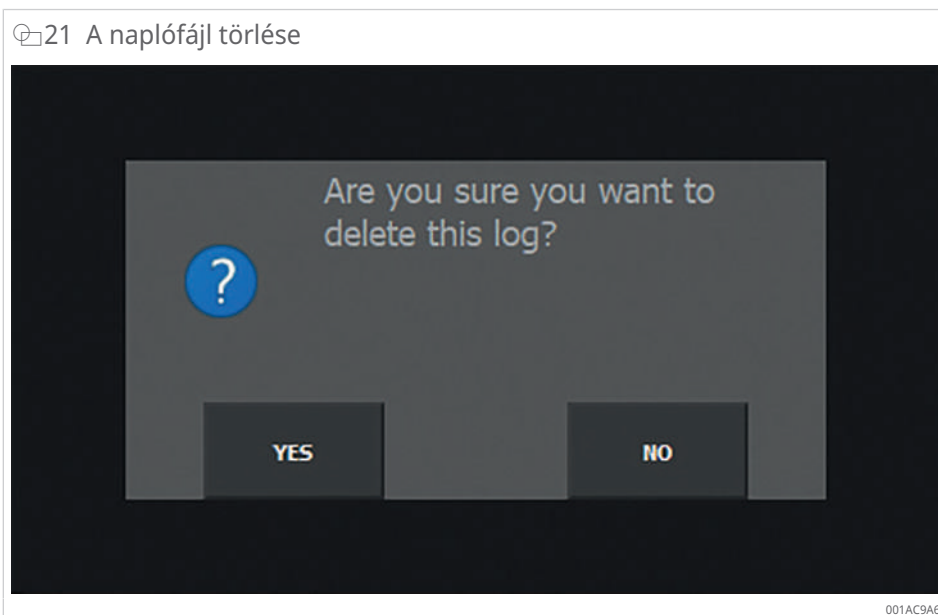 21 A naplófájl törlése
Are you sure you want to
delete this log?
?
YES
NO
001AC9A6